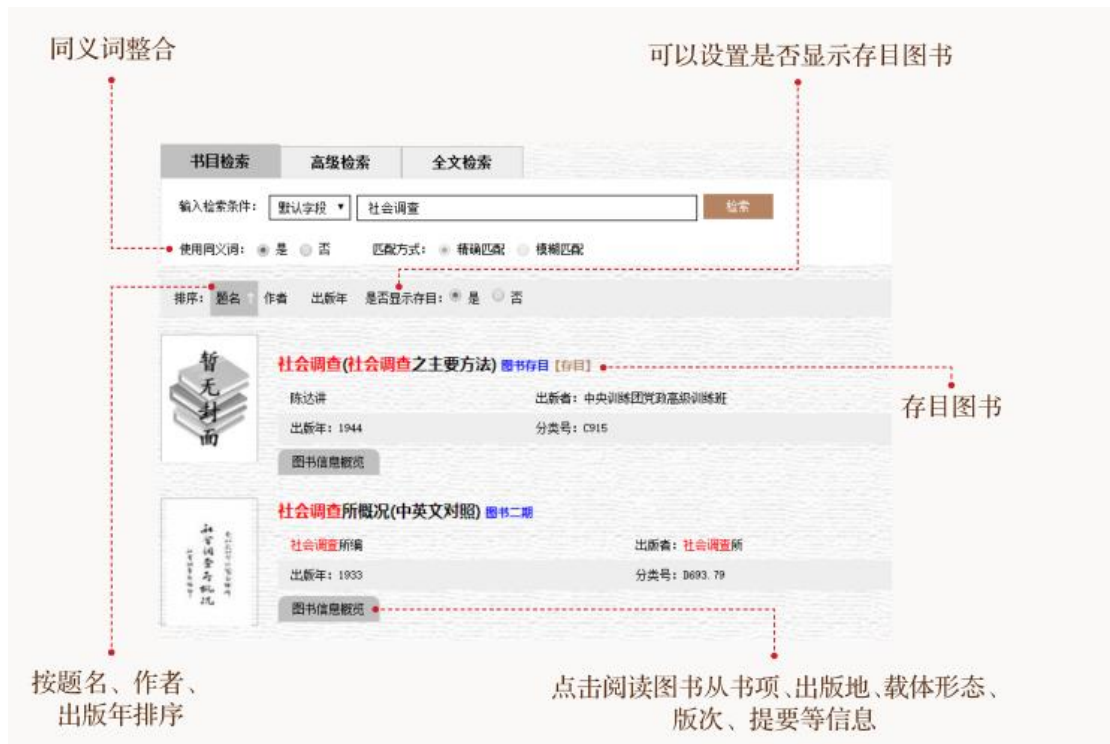 同义词整合
可以设置是否显示存目图书
书目检索 高级检索 全文检索
输入检索条件: 默认字段 社会调查 检索
使用同义词: 是 否 匹配方式: 精确匹配 模糊匹配
排序: 题名 ↑ 作者 出版年 是否显示存目: 是 否
暂无封面
社会调查(社会调查之主要方法) 图书存目【存目】
陈达讲 出版者: 中央训练团党政高级训练班
出版年: 1944 分类号: C915
图书信息概览
存目图书
社会调查所概况(中英文对照) 图书二期
社会调查所编 出版者: 社会调查所
出版年: 1933 分类号: D693.79
图书信息概览
社会调查所概况
按题名、作者、
出版年排序
点击阅读图书从书项、出版地、载体形态、
版次、提要等信息